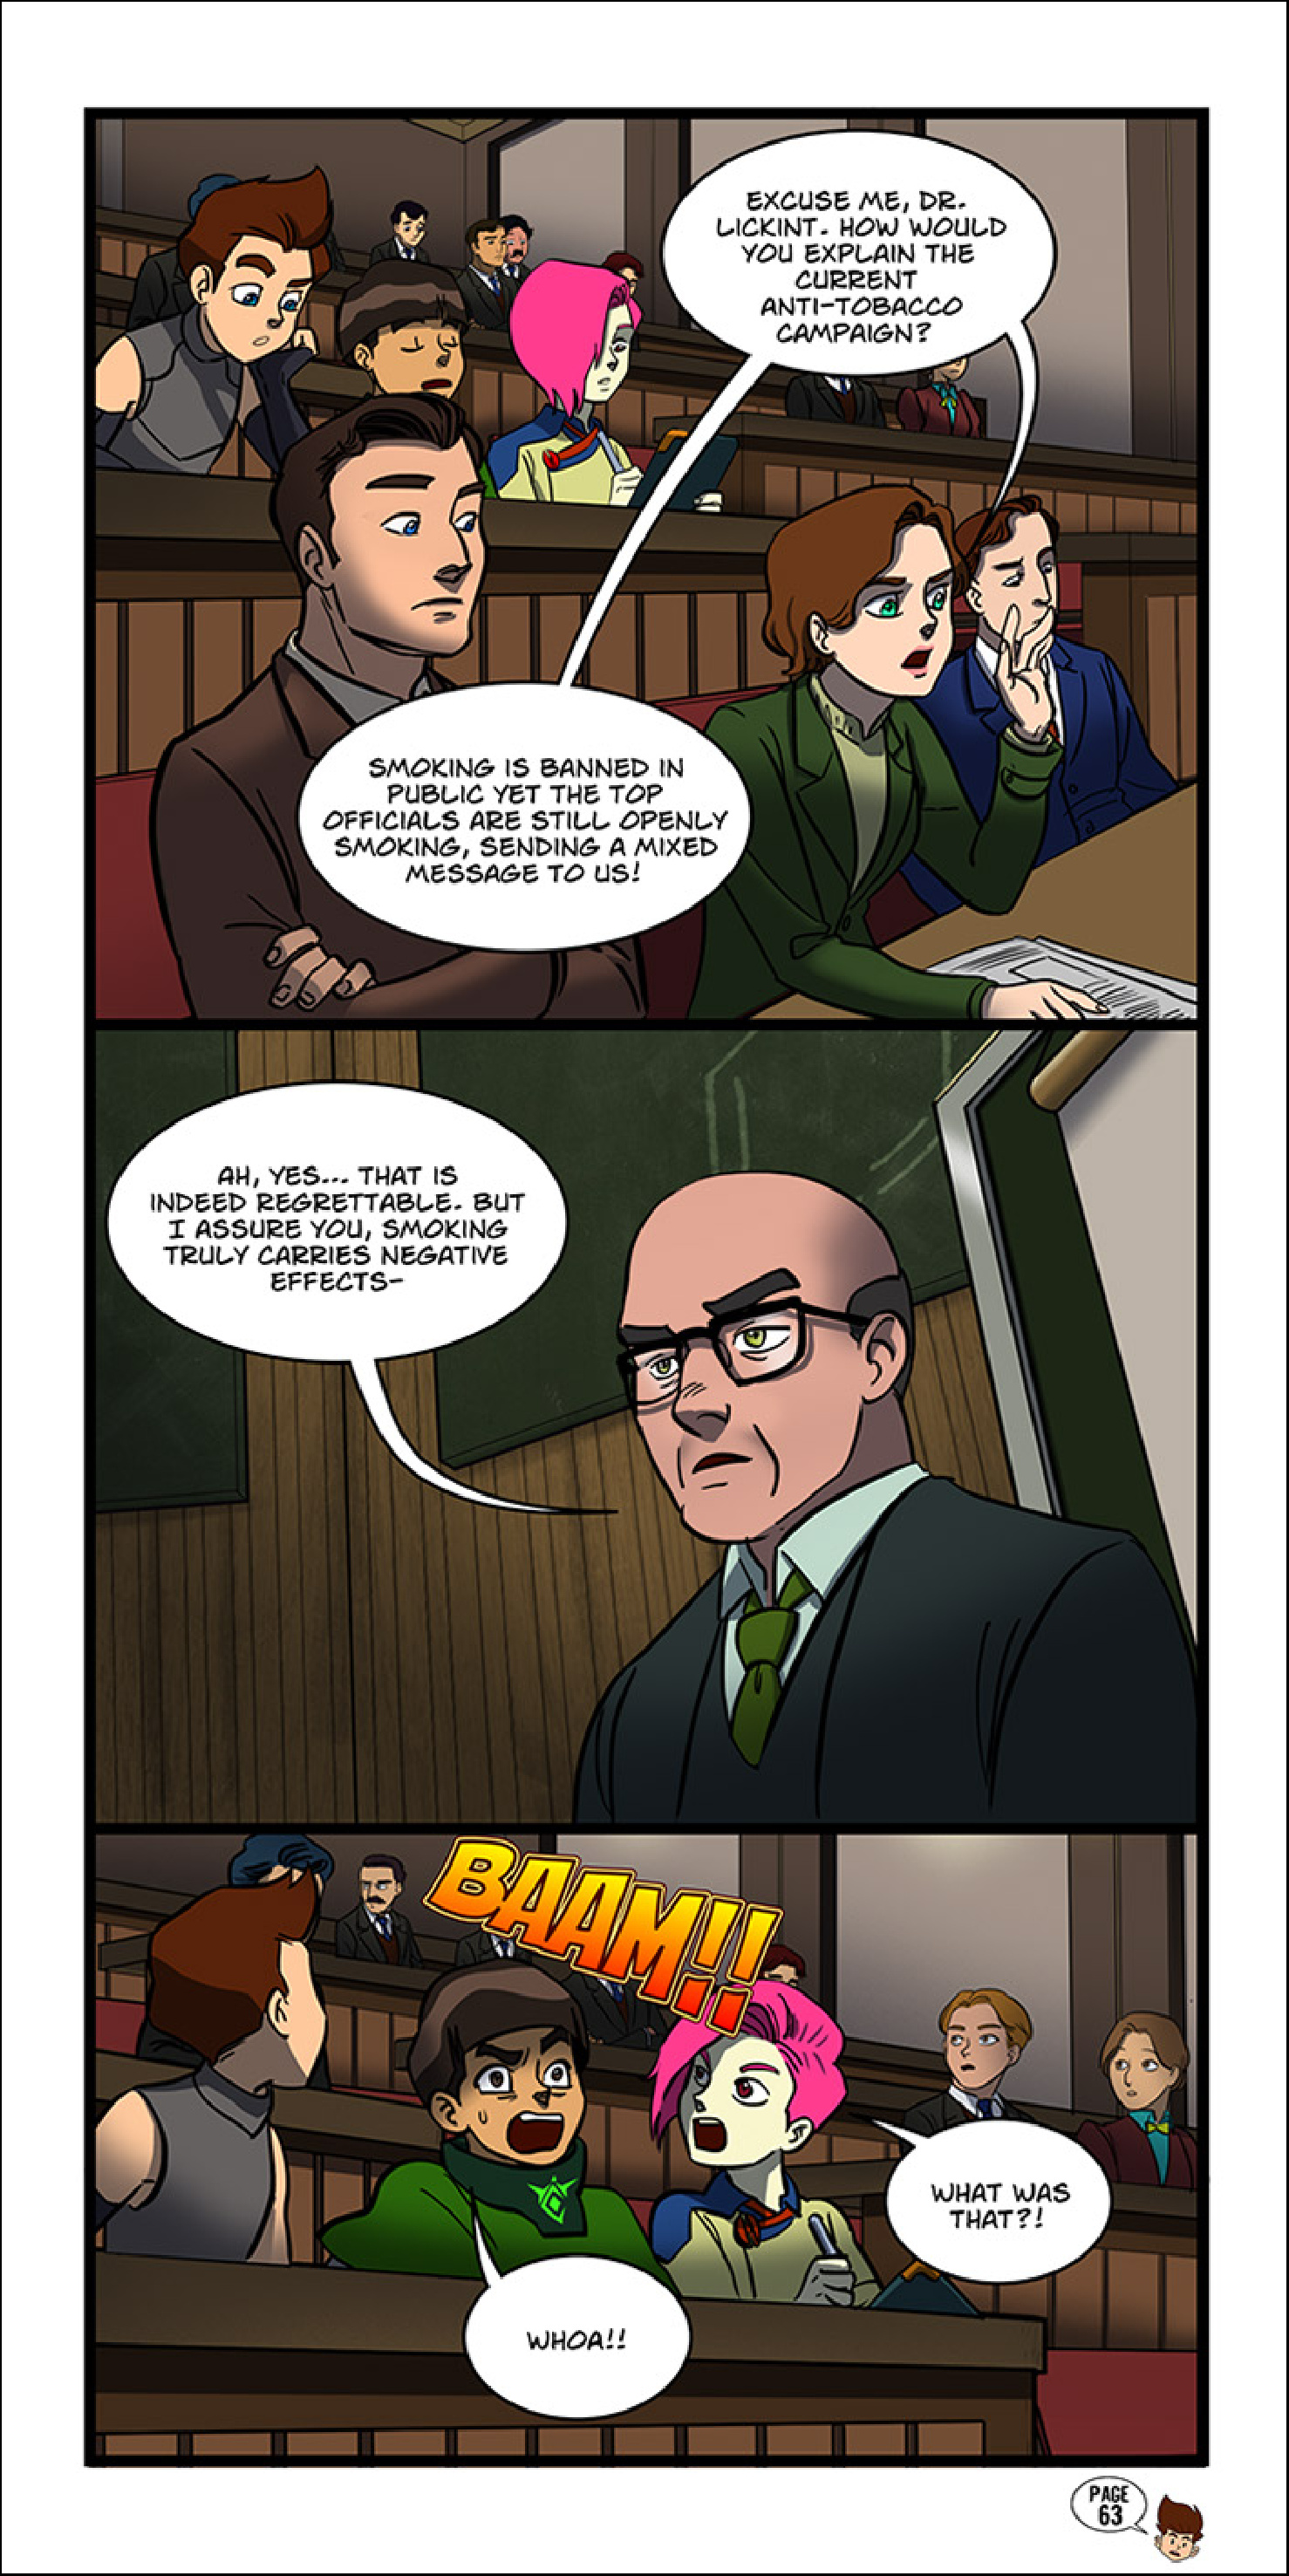 EXCUSE ME, DR.
LICKINT. HOW WOULD
YOU EXPLAIN THE
CURRENT
ANTI-TOBACCO
CAMPAIGN?
SMOKING IS BANNED IN
PUBLIC YET THE TOP
OFFICIALS ARE STILL OPENLY
SMOKING, SENDING A MIXED
MESSAGE TO US!
AH, YES... THAT IS
INDEED REGRETTABLE. BUT
I ASSURE YOU, SMOKING
TRULY CARRIES NEGATIVE
EFFECTS-
BAAM!!
WHAT WAS
THAT?!
WHOA!!
PAGE
63